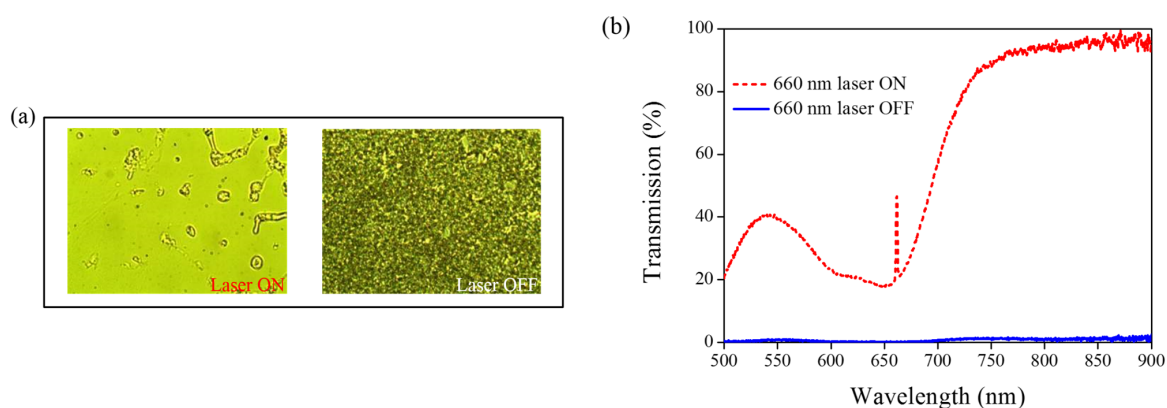 (a)
Laser ON
Laser OFF
(b)
100
80
60
40
20
0
Transmission (%)
660 nm laser ON
660 nm laser OFF
500 550 600 650 700 750 800 850 900
Wavelength (nm)